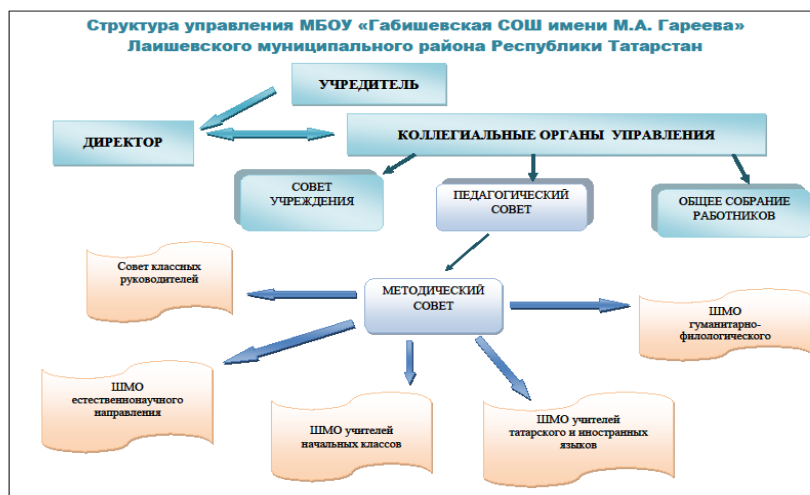 Структура управления МБОУ «Габишевская СОШ имени М.А. Гареева»
Лаишевского муниципального района Республики Татарстан
УЧРЕДИТЕЛЬ
ДИРЕКТОР
КОЛЛЕГИАЛЬНЫЕ ОРГАНЫ УПРАВЛЕНИЯ
СОВЕТ
УЧРЕЖДЕНИЯ
ПЕДАГОГИЧЕСКИЙ
СОВЕТ
ОБЩЕЕ СОБРАНИЕ
РАБОТНИКОВ
Совет классных
руководителей
МЕТОДИЧЕСКИЙ
СОВЕТ
ШМО
гуманитарно-
филологического
ШМО
естественнонаучного
направления
ШМО учителей
начальных классов
ШМО учителей
татарского и иностранных
языков